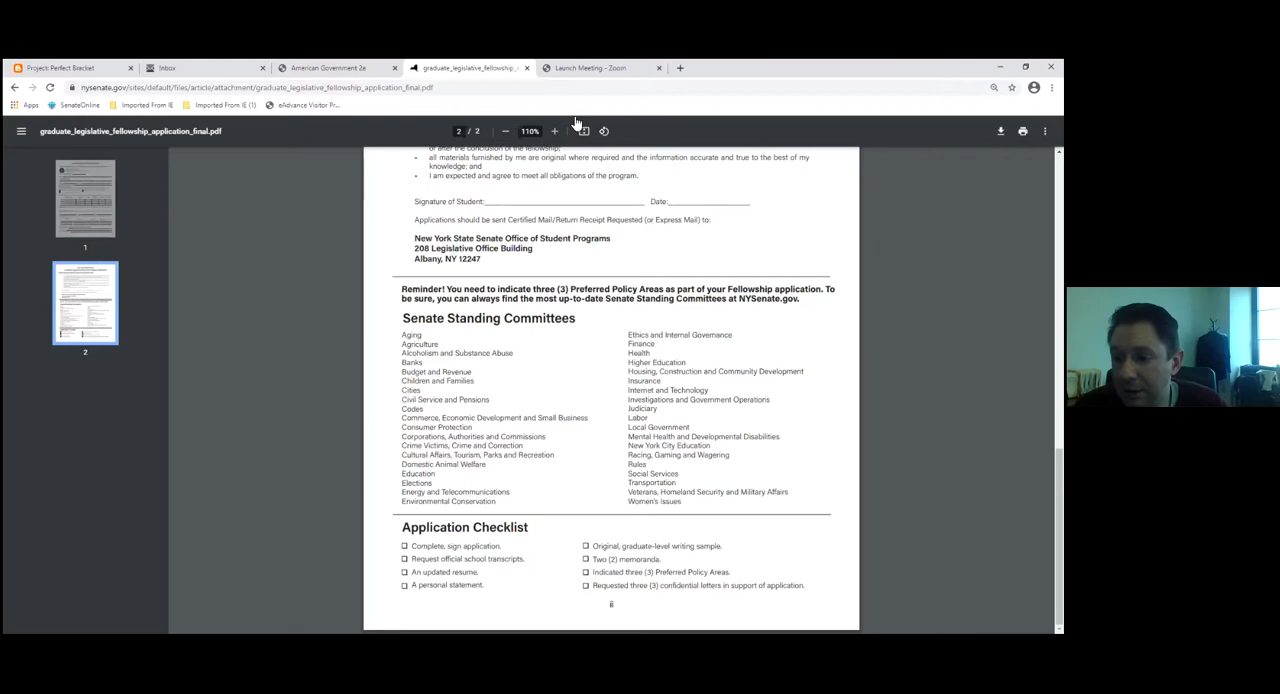 Project: Perfect Bracket
Inbox
American Government 2e
graduate_legislative_fellowship_
Launch Meeting - Zoom
nysenate.gov/sites/default/files/article/attachment/graduate_legislative_fellowship_application_final.pdf
Apps
SenateOnline
Imported From IE
Imported From IE (1)
eAdvance Visitor Pr...
graduate_legislative_fellowship_application_final.pdf
2 / 2
110%
or after the conclusion of the fellowship;
• all materials furnished by me are original where required and the information accurate and true to the best of my
knowledge; and
• I am expected and agree to meet all obligations of the program.
Signature of Student: Date:
Applications should be sent Certified Mail/Return Receipt Requested (or Express Mail) to:
New York State Senate Office of Student Programs
208 Legislative Office Building
Albany, NY 12247
Reminder! You need to indicate three (3) Preferred Policy Areas as part of your Fellowship application. To
be sure, you can always find the most up-to-date Senate Standing Committees at NYSenate.gov.
Senate Standing Committees
Aging
Agriculture
Alcoholism and Substance Abuse
Banks
Budget and Revenue
Children and Families
Cities
Civil Service and Pensions
Codes
Commerce, Economic Development and Small Business
Consumer Protection
Corporations, Authorities and Commissions
Crime Victims, Crime and Correction
Cultural Affairs, Tourism, Parks and Recreation
Domestic Animal Welfare
Education
Elections
Energy and Telecommunications
Environmental Conservation
Ethics and Internal Governance
Finance
Health
Higher Education
Housing, Construction and Community Development
Insurance
Internet and Technology
Investigations and Government Operations
Judiciary
Labor
Local Government
Mental Health and Developmental Disabilities
New York City Education
Racing, Gaming and Wagering
Rules
Social Services
Transportation
Veterans, Homeland Security and Military Affairs
Women's Issues
Application Checklist
Complete, sign application.
Request official school transcripts.
An updated resume.
A personal statement.
Original, graduate-level writing sample.
Two (2) memoranda.
Indicated three (3) Preferred Policy Areas.
Requested three (3) confidential letters in support of application.
ii
1
2